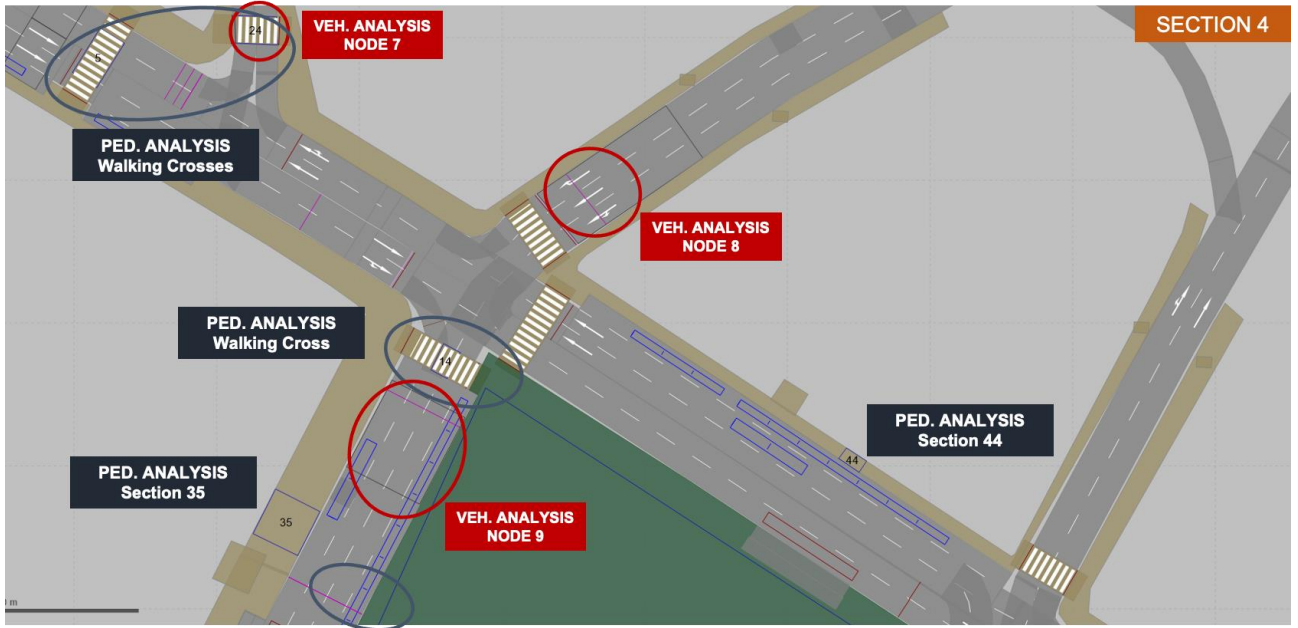 SECTION 4
24
VEH. ANALYSIS
NODE 7
5
PED. ANALYSIS
Walking Crosses
VEH. ANALYSIS
NODE 8
PED. ANALYSIS
Walking Cross
14
PED. ANALYSIS
Section 44
44
PED. ANALYSIS
Section 35
35
VEH. ANALYSIS
NODE 9
m